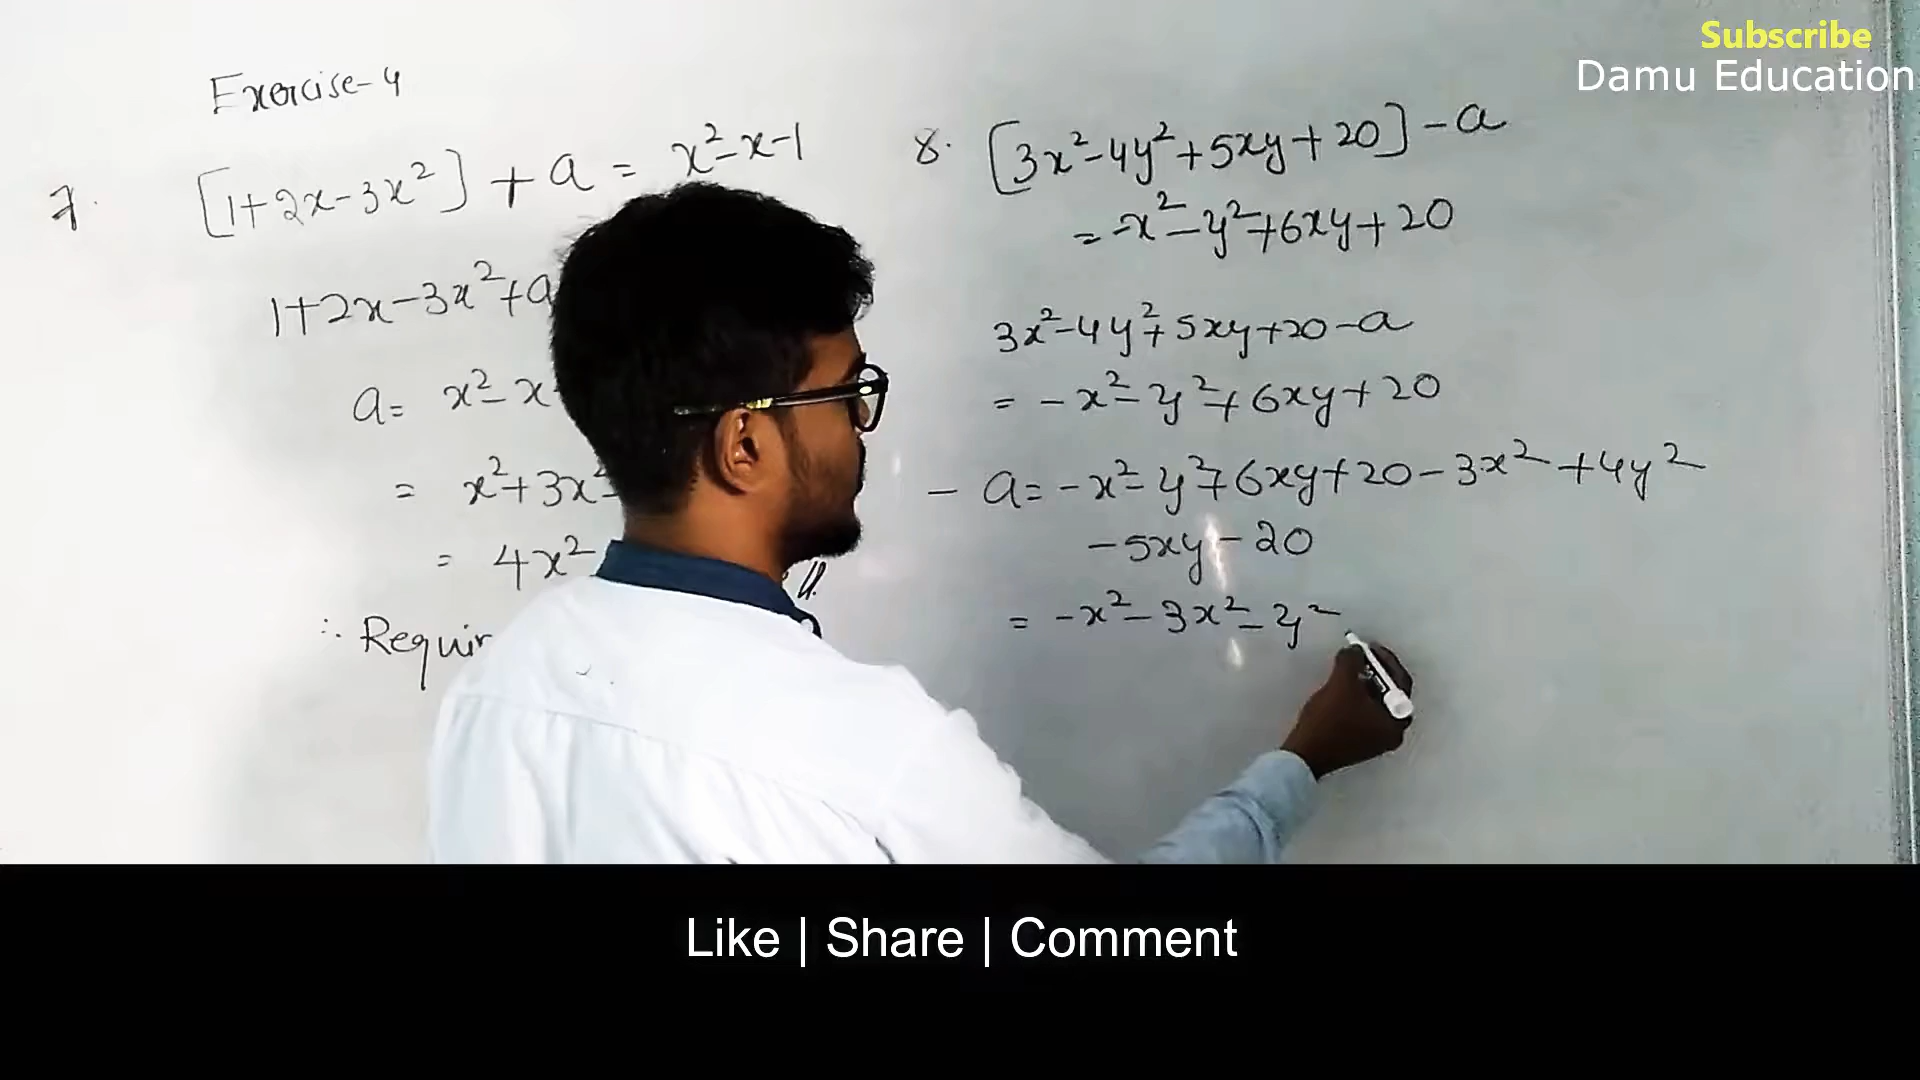 Subscribe
Damu Education
Exercise-4
7. [1+2x-3x²] + a = x²-x-1
1+2x-3x²+a
a= x²-x
= x²+3x²
= 4x²
∴ Requir
8. [3x²-4y²+5xy+20]-a
= -x²-y²+6xy+20
3x²-4y²+5xy+20-a
= -x²-y²+6xy+20
- a= -x²-y²+6xy+20-3x²+4y²
-5xy-20
= -x²-3x²-y²
Like | Share | Comment